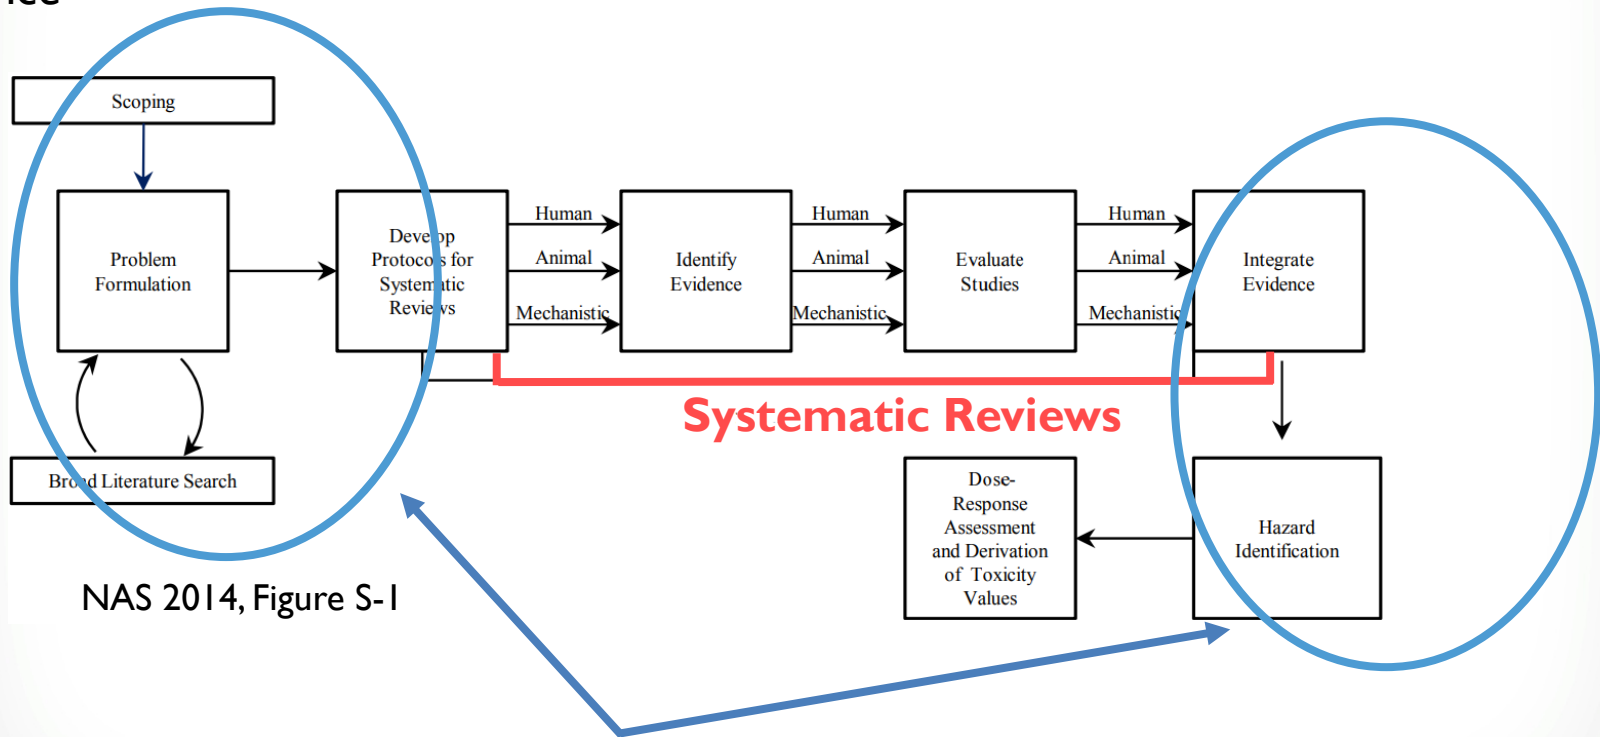 Scoping
Problem
Formulation
Broad Literature Search
Develop
Protocols for
Systematic
Reviews
Human
Animal
Mechanistic
Identify
Evidence
Human
Animal
Mechanistic
Evaluate
Studies
Human
Animal
Mechanistic
Integrate
Evidence
Systematic Reviews
Hazard
Identification
Dose-
Response
Assessment
and Derivation
of Toxicity
Values
NAS 2014, Figure S-1